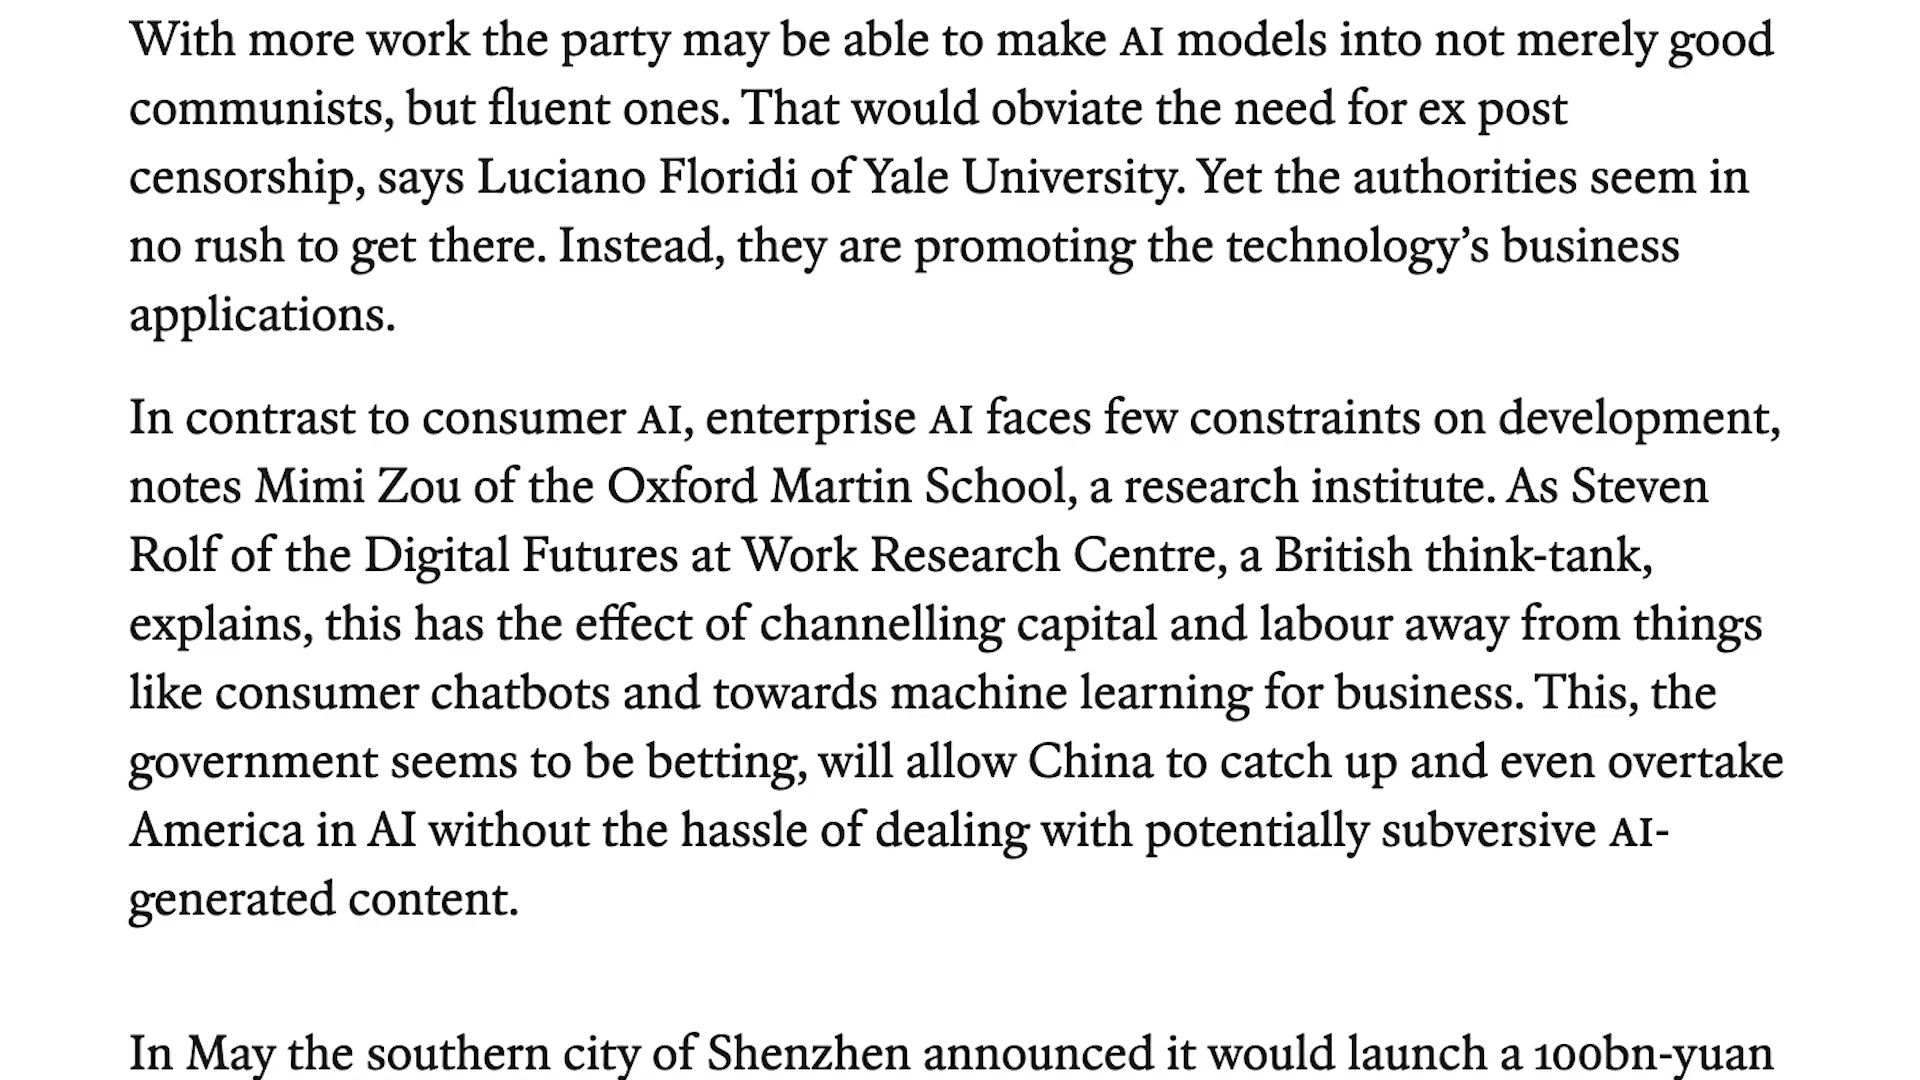 With more work the party may be able to make AI models into not merely good
communists, but fluent ones. That would obviate the need for ex post
censorship, says Luciano Floridi of Yale University. Yet the authorities seem in
no rush to get there. Instead, they are promoting the technology’s business
applications.
In contrast to consumer AI, enterprise AI faces few constraints on development,
notes Mimi Zou of the Oxford Martin School, a research institute. As Steven
Rolf of the Digital Futures at Work Research Centre, a British think-tank,
explains, this has the effect of channelling capital and labour away from things
like consumer chatbots and towards machine learning for business. This, the
government seems to be betting, will allow China to catch up and even overtake
America in AI without the hassle of dealing with potentially subversive AI-
generated content.
In May the southern city of Shenzhen announced it would launch a 100bn-yuan